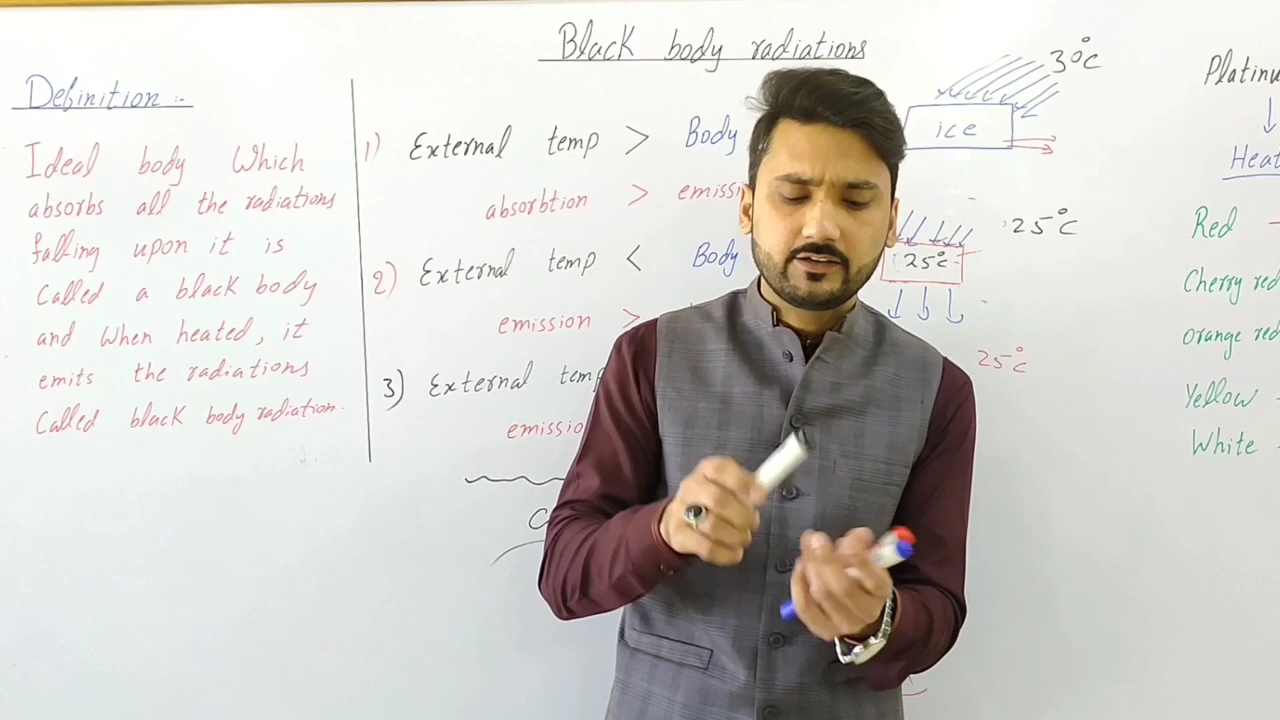 Black body radiations
Definition :-
Ideal body Which
absorbs all the radiations
falling upon it is
Called a black body
and When heated, it
emits the radiations
Called black body radiation.
1) External temp > Body
absorbtion > emissi
2) External temp < Body
emission >
3) External temp
emissio
C
30°C
ice
25°C
25°C
25°C
Platinu
Heat
Red
Cherry red
Orange red
Yellow
White